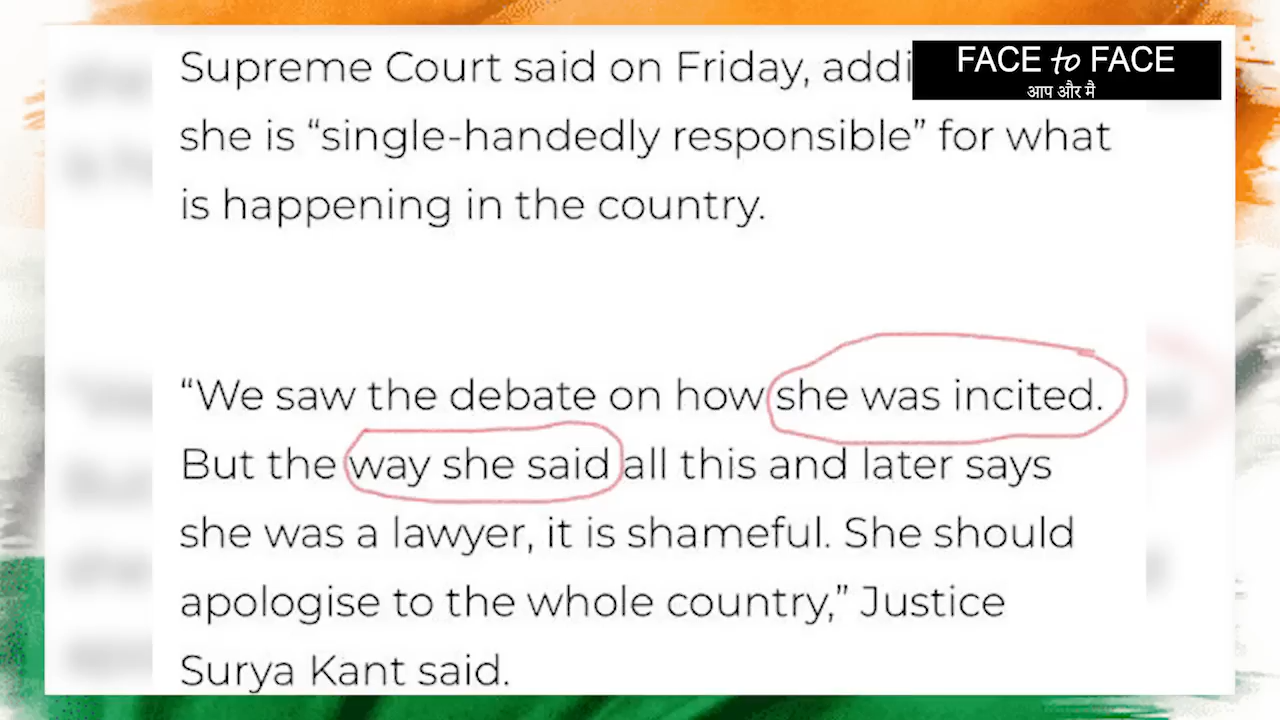 Supreme Court said on Friday, addi
FACE to FACE
आप और मै
she is “single-handedly responsible” for what
is happening in the country.
“We saw the debate on how she was incited.
But the way she said all this and later says
she was a lawyer, it is shameful. She should
apologise to the whole country,” Justice
Surya Kant said.